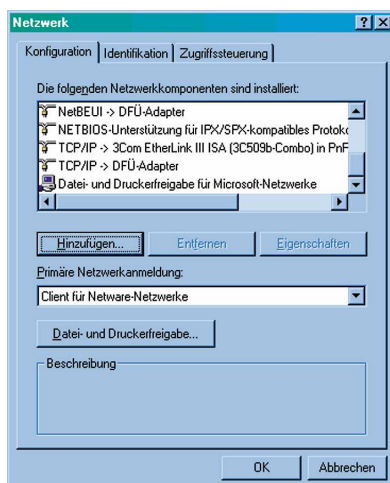 Netzwerk
Konfiguration Identifikation Zugriffssteuerung
Die folgenden Netzwerkkomponenten sind installiert:
NetBEUI -> DFÜ-Adapter
NETBIOS-Unterstützung für IPX/SPX-kompatibles Protokc
TCP/IP -> 3Com EtherLink III ISA (3C509b-Combo) in PnF
TCP/IP -> DFÜ-Adapter
Datei- und Druckerfreigabe für Microsoft-Netzwerke
Hinzufügen... Entfernen Eigenschaften
Primäre Netzwerkanmeldung:
Client für Netware-Netzwerke
Datei- und Druckerfreigabe...
Beschreibung
OK Abbrechen